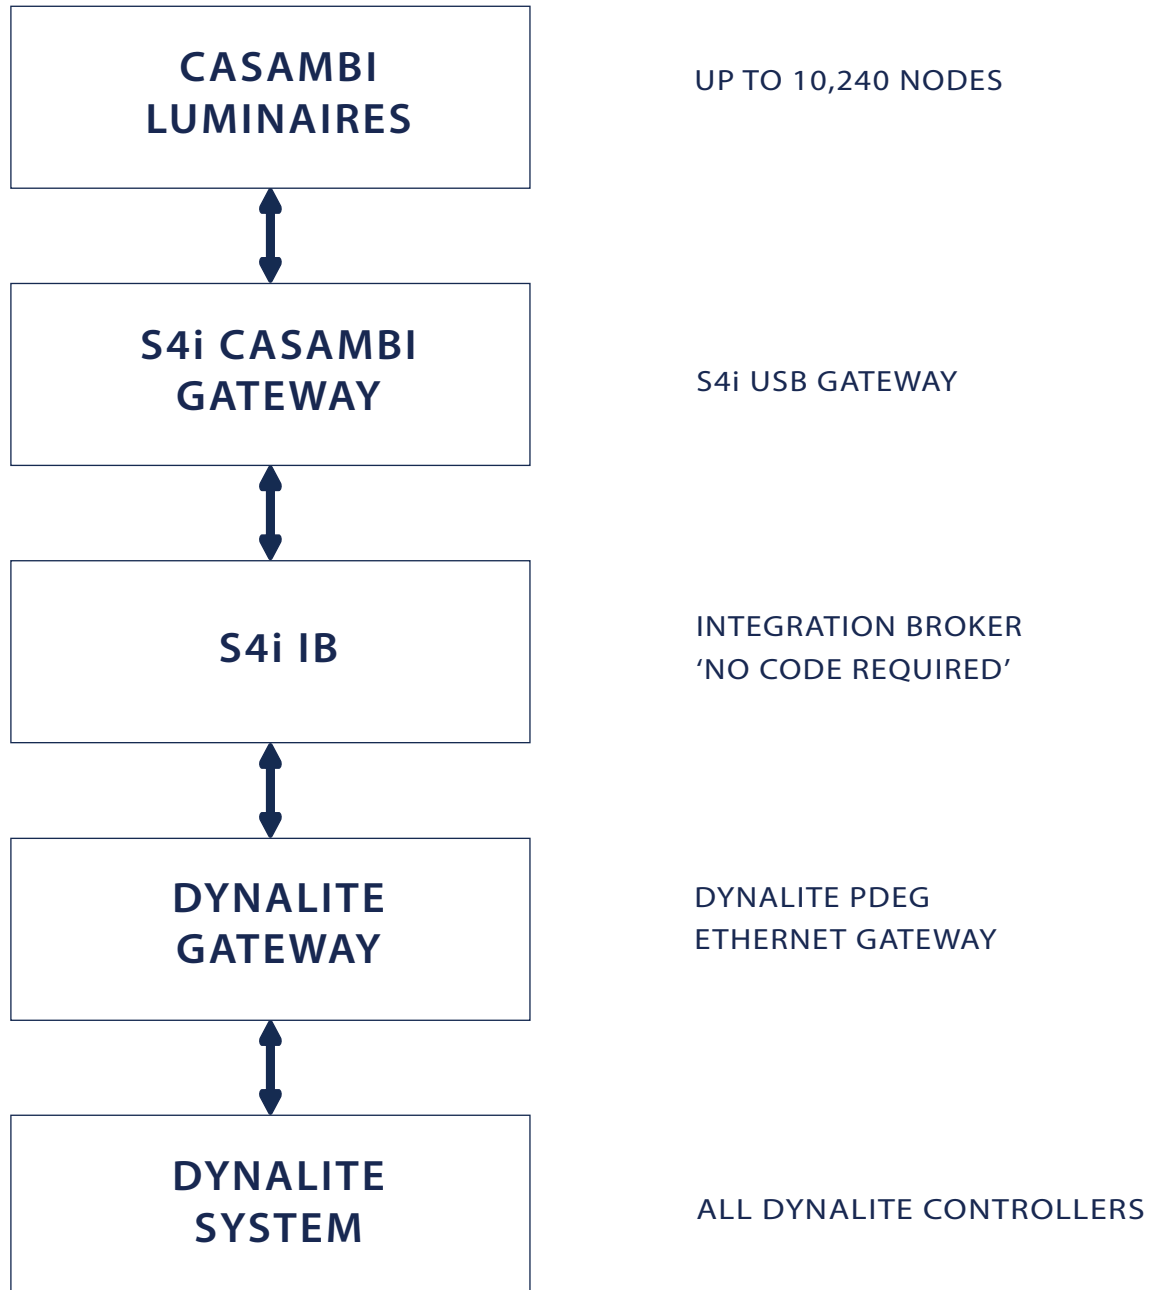 CASAMBI
LUMINAIRES
UP TO 10,240 NODES
S4i CASAMBI
GATEWAY
S4i USB GATEWAY
S4i IB
INTEGRATION BROKER
‘NO CODE REQUIRED’
DYNALITE
GATEWAY
DYNALITE PDEG
ETHERNET GATEWAY
DYNALITE
SYSTEM
ALL DYNALITE CONTROLLERS